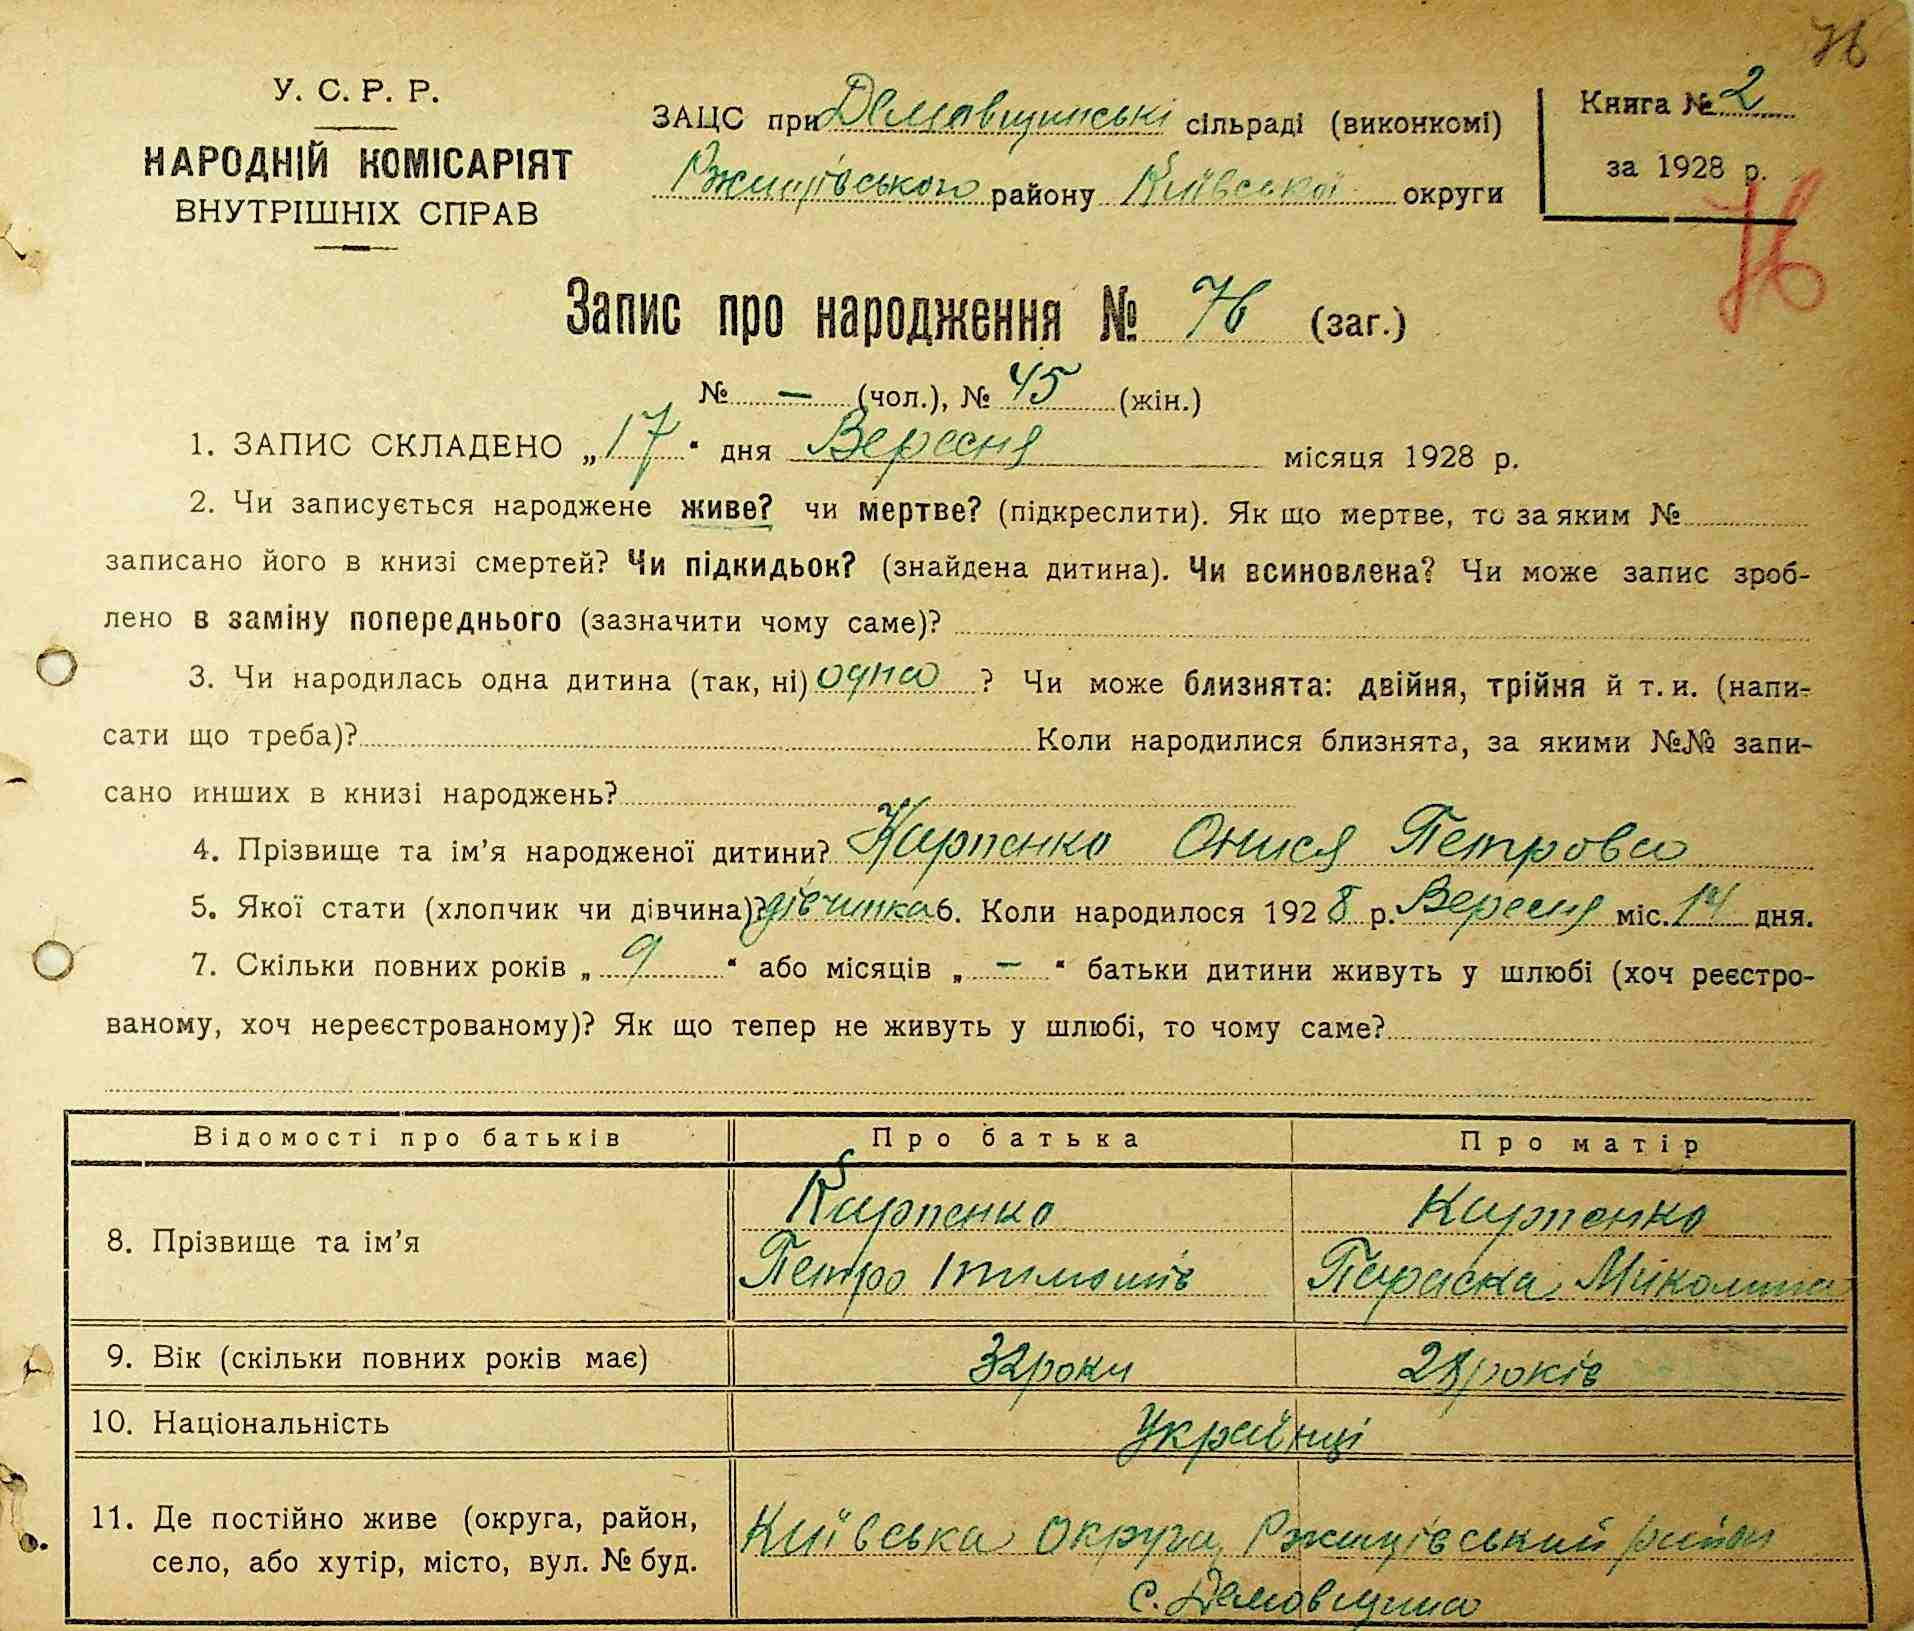 76
У. С. Р. Р.
НАРОДНІЙ КОМІСАРІЯТ
ВНУТРІШНІХ СПРАВ
ЗАЦС при Демовщинські сільраді (виконкомі)
Ржищівського району Київської округи
Книга № 2
за 1928 р.
76
Запис про народження № 76 (заг.)
№ — (чол.), № 45 (жін.)
1. ЗАПИС СКЛАДЕНО „17“ дня Вересня місяця 1928 р.
2. Чи записується народжене живе? чи мертве? (підкреслити). Як що мертве, то за яким №
записано його в книзі смертей? Чи підкидьок? (знайдена дитина). Чи всиновлена? Чи може запис зроб-
лено в заміну попереднього (зазначити чому саме)?
3. Чи народилась одна дитина (так, ні) одна ? Чи може близнята: двійня, трійня й т. и. (напи-
сати що треба)? Коли народилися близнята, за якими №№ запи-
сано инших в книзі народжень?
4. Прізвище та ім’я народженої дитини? Карпенко Онися Петрова
5. Якої стати (хлопчик чи дівчина)? дівчинка 6. Коли народилося 1928 р. Вересня міс. 14 дня.
7. Скільки повних років „9“ або місяців „—“ батьки дитини живуть у шлюбі (хоч реєстро-
ваному, хоч нереєстрованому)? Як що тепер не живуть у шлюбі, то чому саме?
Відомості про батьків Про батька Про матір
8. Прізвище та ім’я
Карпенко Карпенко
Петро Параска
9. Вік (скільки повних років має) 32 роки 28 років
10. Національність Українці
11. Де постійно живе (округа, район,
село, або хутір, місто, вул. № буд.
Київська округа, Ржищівський район
с. Демовщина